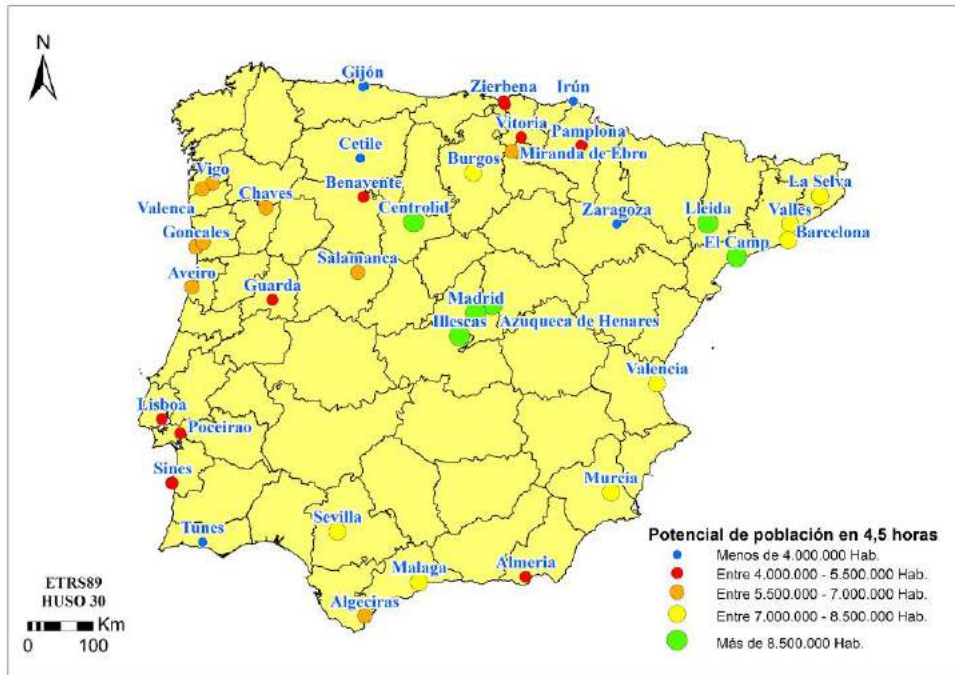 N
Gijón
Zierbena
Irún
Vitoria
Pamplona
Cetile
Burgos
Miranda de Ebro
Vigo
Chaves
Benavente
La Selva
Valenca
Centrolid
Zaragoza
Lleida
Valles
Goncales
Barcelona
El Camp
Aveiro
Salamanca
Guarda
Madrid
Illescas
Azuqueca de Henares
Valencia
Lisboa
Poceirao
Sines
Murcia
Tunes
Sevilla
Malaga
Almeria
Algeciras
Potencial de población en 4,5 horas
Menos de 4.000.000 Hab.
Entre 4.000.000 - 5.500.000 Hab.
Entre 5.500.000 - 7.000.000 Hab.
Entre 7.000.000 - 8.500.000 Hab.
Más de 8.500.000 Hab.
ETRS89
HUSO 30
Km
0 100